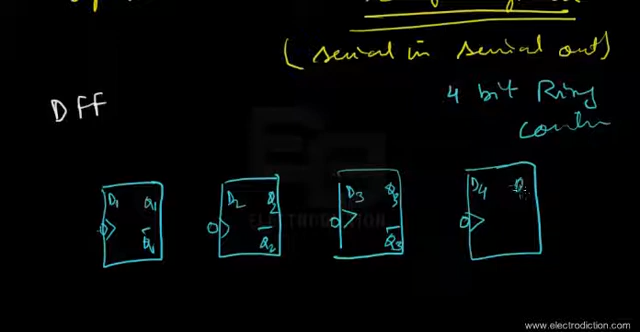 (serial in serial out)
DFF
4 bit Ring
D1 Q1 D2 Q2 D3 Q3 D4
Q̅1 Q̅2 Q̅3
www.electrodiction.com